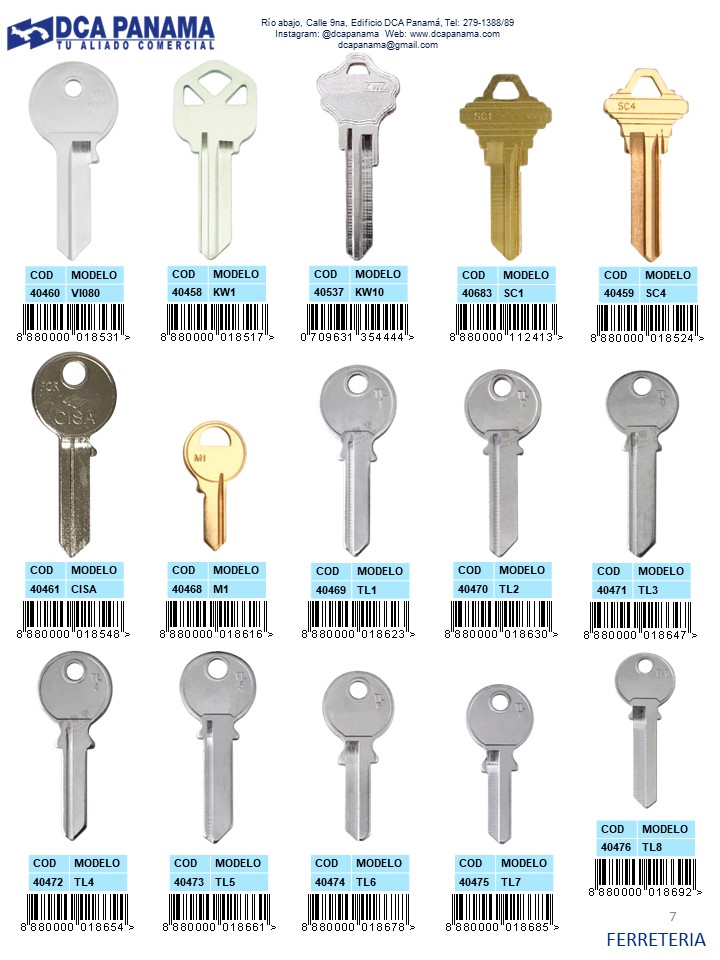 DCA PANAMA
TU ALIADO COMERCIAL
Río abajo, Calle 9na, Edificio DCA Panamá, Tel: 279-1388/89
Instagram: @dcapanama Web: www.dcapanama.com
dcapanama@gmail.com
SC1
SC4
COD MODELO
40460 VI080
8 880000 018531 >
COD MODELO
40458 KW1
8 880000 018517 >
COD MODELO
40537 KW10
0 709631 354444 >
COD MODELO
40683 SC1
8 880000 112413 >
COD MODELO
40459 SC4
8 880000 018524 >
CISA
M1
COD MODELO
40461 CISA
8 880000 018548 >
COD MODELO
40468 M1
8 880000 018616 >
COD MODELO
40469 TL1
8 880000 018623 >
COD MODELO
40470 TL2
8 880000 018630 >
COD MODELO
40471 TL3
8 880000 018647 >
COD MODELO
40472 TL4
8 880000 018654 >
COD MODELO
40473 TL5
8 880000 018661 >
COD MODELO
40474 TL6
8 880000 018678 >
COD MODELO
40475 TL7
8 880000 018685 >
COD MODELO
40476 TL8
8 880000 018692 >
7
FERRETERIA